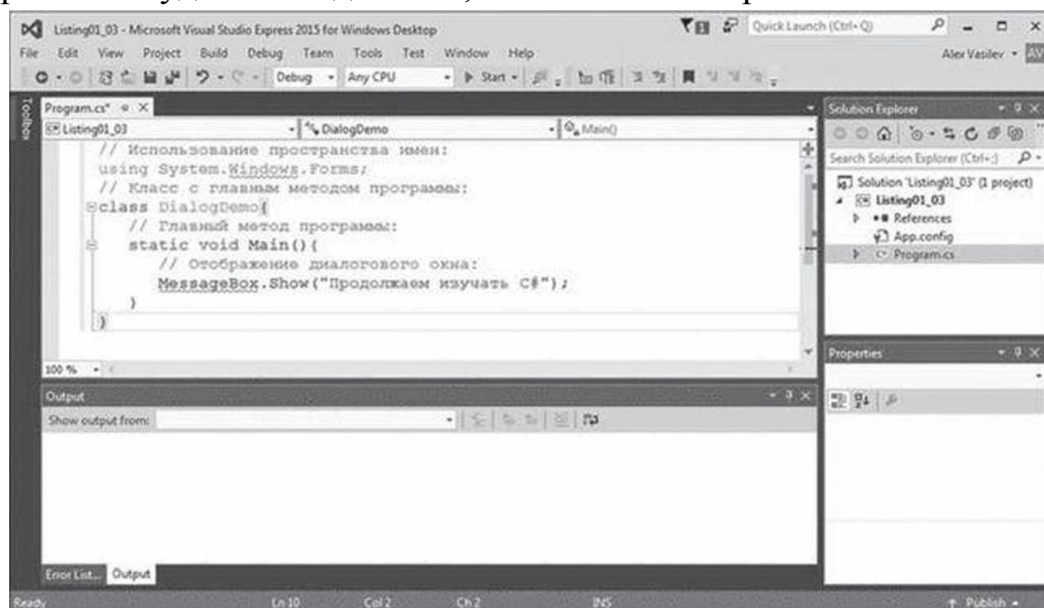 Listing01_03 - Microsoft Visual Studio Express 2015 for Windows Desktop
Quick Launch (Ctrl+Q)
File Edit View Project Build Debug Team Tools Test Window Help
Alex Vasilev
AV
Debug Any CPU Start
Toolbox
Program.cs*
Listing01_03 DialogDemo Main()
// Использование пространства имен:
using System.Windows.Forms;
// Класс с главным методом программы:
class DialogDemo{
// Главный метод программы:
static void Main(){
// Отображение диалогового окна:
MessageBox.Show("Продолжаем изучать C#");
}
}
100 %
Output
Show output from:
Error List... Output
Solution Explorer
Search Solution Explorer (Ctrl+;)
Solution 'Listing01_03' (1 project)
Listing01_03
References
App.config
Program.cs
Properties
Ready Ln 10 Col 2 Ch 2 INS Publish